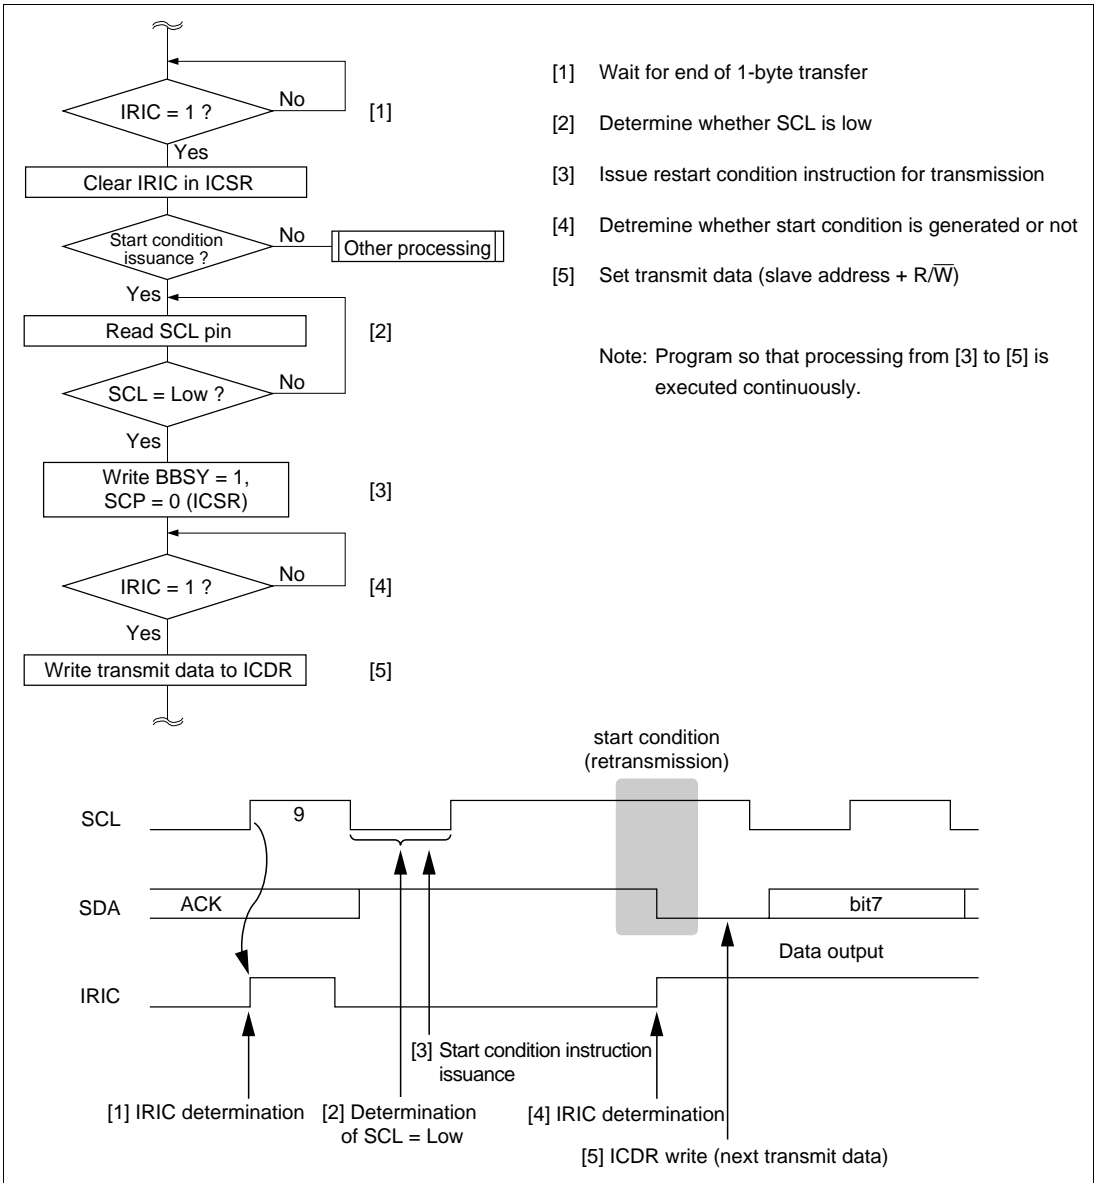 IRIC = 1 ?
No
[1]
Yes
Clear IRIC in ICSR
Start condition
issuance ?
No
Other processing
Yes
Read SCL pin
[2]
SCL = Low ?
No
Yes
Write BBSY = 1,
SCP = 0 (ICSR)
[3]
IRIC = 1 ?
No
[4]
Yes
Write transmit data to ICDR
[5]
[1] Wait for end of 1-byte transfer
[2] Determine whether SCL is low
[3] Issue restart condition instruction for transmission
[4] Detremine whether start condition is generated or not
[5] Set transmit data (slave address + R/W̅)
Note: Program so that processing from [3] to [5] is
executed continuously.
start condition
(retransmission)
SCL
9
SDA
ACK
bit7
Data output
IRIC
[3] Start condition instruction
issuance
[1] IRIC determination
[2] Determination
of SCL = Low
[4] IRIC determination
[5] ICDR write (next transmit data)